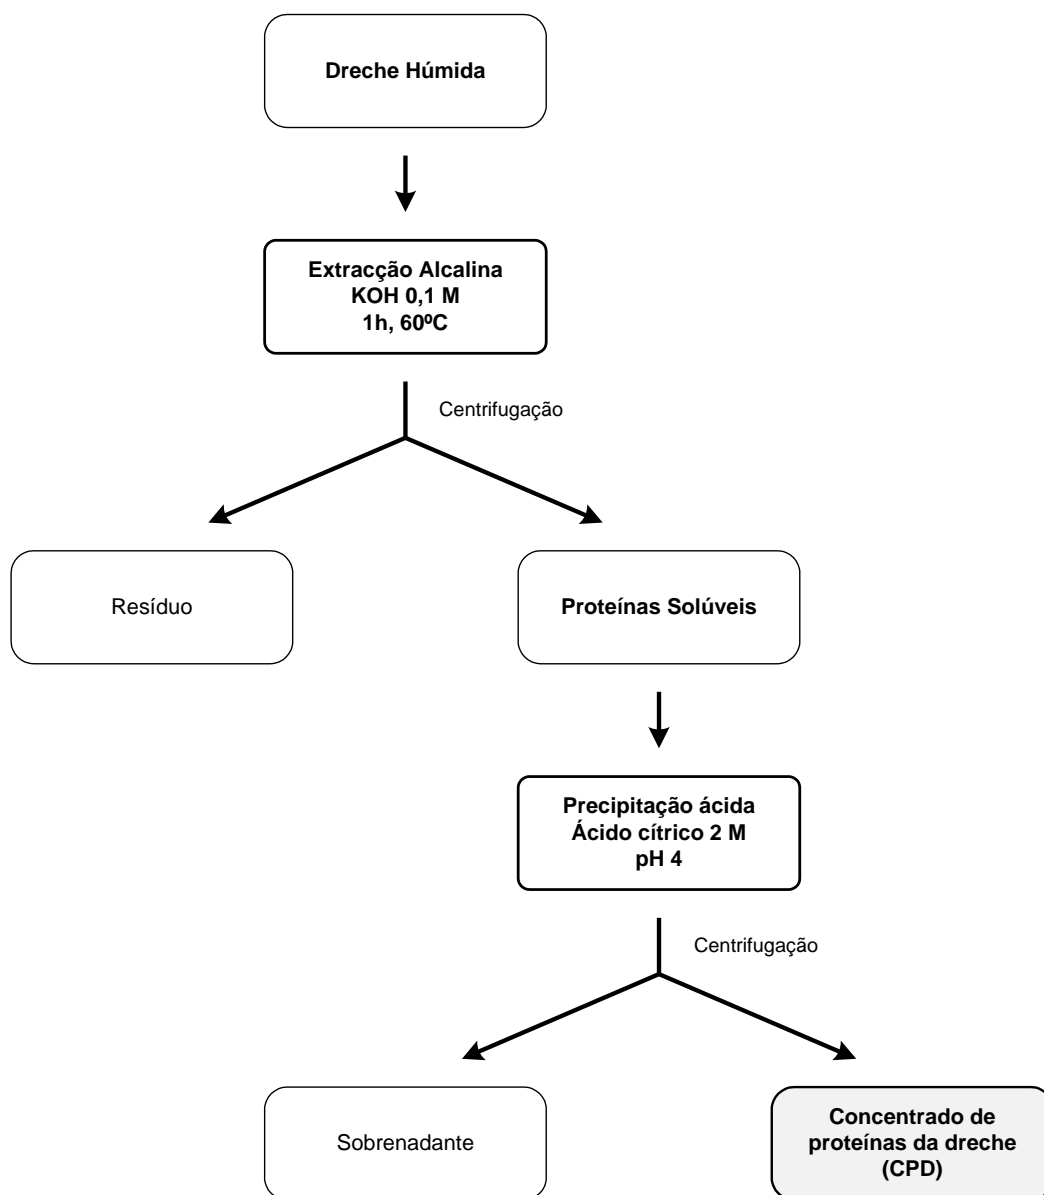 Dreche Húmida
Extracção Alcalina
KOH 0,1 M
1h, 60ºC
Centrifugação
Resíduo
Proteínas Solúveis
Precipitação ácida
Ácido cítrico 2 M
pH 4
Centrifugação
Sobrenadante
Concentrado de
proteínas da dreche
(CPD)